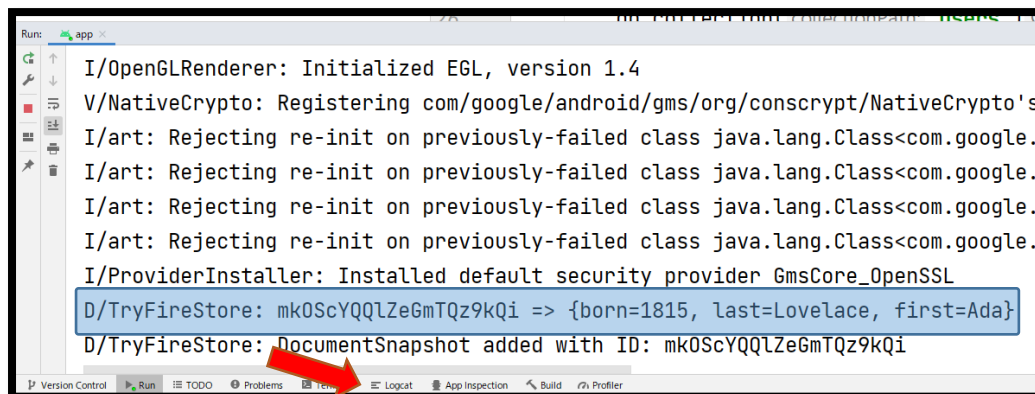 Run: app
I/OpenGLRenderer: Initialized EGL, version 1.4
V/NativeCrypto: Registering com/google/android/gms/org/conscrypt/NativeCrypto's
I/art: Rejecting re-init on previously-failed class java.lang.Class<com.google.
I/art: Rejecting re-init on previously-failed class java.lang.Class<com.google.
I/art: Rejecting re-init on previously-failed class java.lang.Class<com.google.
I/art: Rejecting re-init on previously-failed class java.lang.Class<com.google.
I/ProviderInstaller: Installed default security provider GmsCore_OpenSSL
D/TryFireStore: mkOScYQQlZeGmTQz9kQi => {born=1815, last=Lovelace, first=Ada}
D/TryFireStore: DocumentSnapshot added with ID: mkOScYQQlZeGmTQz9kQi
Version Control Run TODO Problems Logcat App Inspection Build Profiler